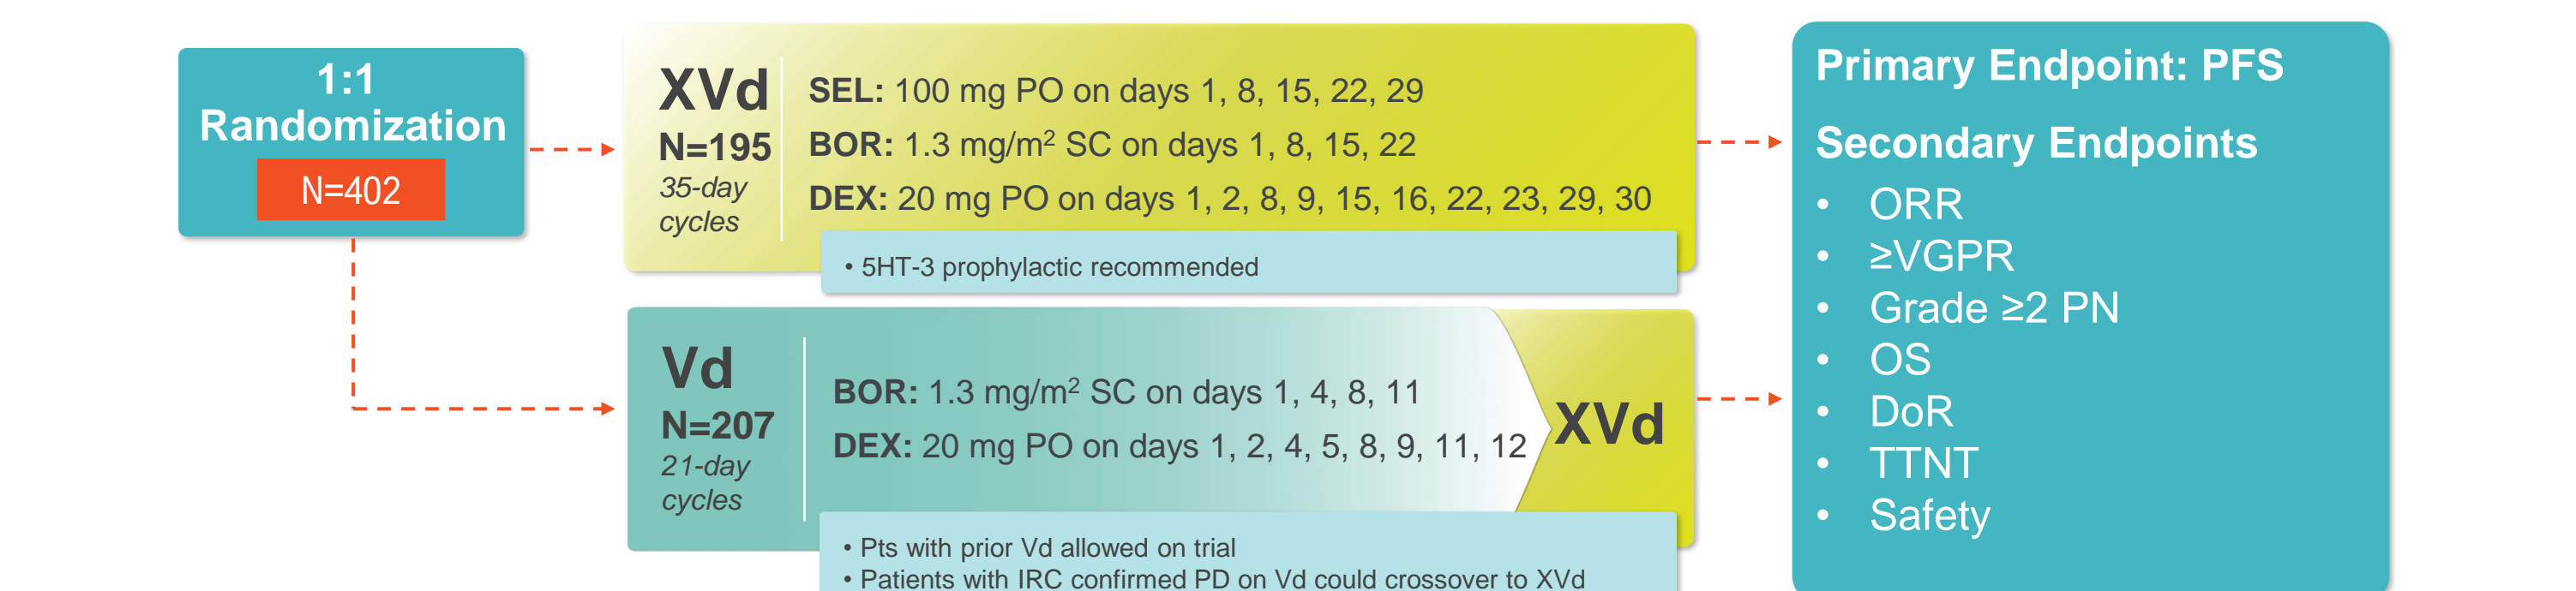 1:1
Randomization
N=402
XVd
N=195
35-day
cycles
SEL: 100 mg PO on days 1, 8, 15, 22, 29
BOR: 1.3 mg/m² SC on days 1, 8, 15, 22
DEX: 20 mg PO on days 1, 2, 8, 9, 15, 16, 22, 23, 29, 30
• 5HT-3 prophylactic recommended
Vd
N=207
21-day
cycles
BOR: 1.3 mg/m² SC on days 1, 4, 8, 11
DEX: 20 mg PO on days 1, 2, 4, 5, 8, 9, 11, 12
XVd
• Pts with prior Vd allowed on trial
• Patients with IRC confirmed PD on Vd could crossover to XVd
Primary Endpoint: PFS
Secondary Endpoints
• ORR
• ≥VGPR
• Grade ≥2 PN
• OS
• DoR
• TTNT
• Safety